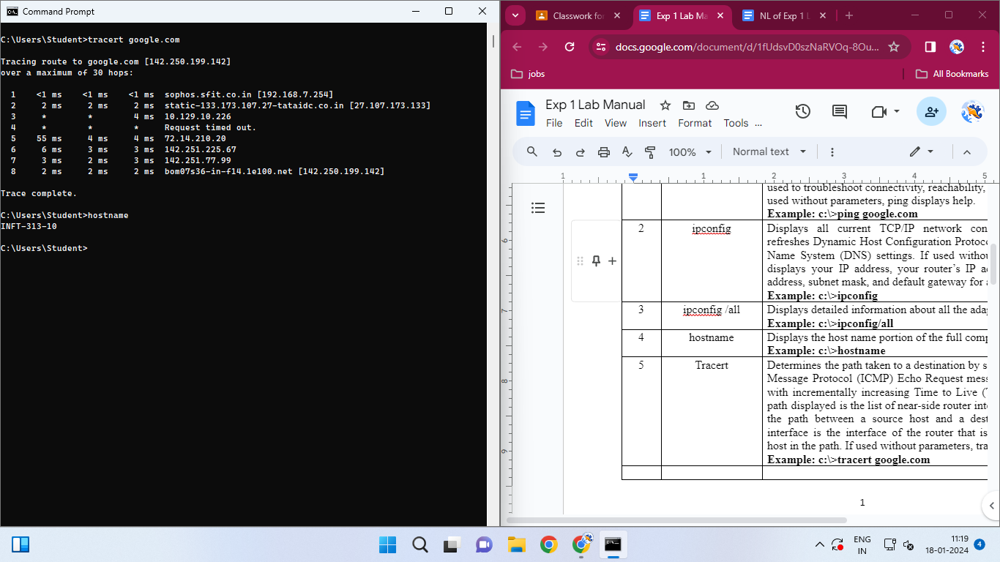 Command Prompt
C:\Users\Student>tracert google.com
Tracing route to google.com [142.250.199.142]
over a maximum of 30 hops:
1 <1 ms <1 ms <1 ms sophos.sfit.co.in [192.168.7.254]
2 2 ms 2 ms 2 ms static-133.173.107.27-tataidc.co.in [27.107.173.133]
3 * * 4 ms 10.129.10.226
4 * * * Request timed out.
5 55 ms 4 ms 4 ms 72.14.210.20
6 6 ms 3 ms 3 ms 142.251.225.67
7 3 ms 2 ms 3 ms 142.251.77.99
8 2 ms 2 ms 2 ms bom07s36-in-f14.1e100.net [142.250.199.142]
Trace complete.
C:\Users\Student>hostname
INFT-313-10
C:\Users\Student>
Classwork for
Exp 1 Lab Ma
NL of Exp 1 L
docs.google.com/document/d/1fUdsvD0szNaRVOq-8Ou...
jobs
All Bookmarks
Exp 1 Lab Manual
File Edit View Insert Format Tools ...
100% Normal text
1 1 2 3 4 5
used to troubleshoot connectivity, reachability,
used without parameters, ping displays help.
Example: c:\>ping google.com
2 ipconfig Displays all current TCP/IP network con
refreshes Dynamic Host Configuration Protoco
Name System (DNS) settings. If used withou
displays your IP address, your router's IP a
address, subnet mask, and default gateway for a
Example: c:\>ipconfig
3 ipconfig /all Displays detailed information about all the ada
Example: c:\>ipconfig/all
4 hostname Displays the host name portion of the full comp
Example: c:\>hostname
5 Tracert Determines the path taken to a destination by s
Message Protocol (ICMP) Echo Request mess
with incrementally increasing Time to Live (T
path displayed is the list of near-side router int
the path between a source host and a dest
interface is the interface of the router that is
host in the path. If used without parameters, tra
Example: c:\>tracert google.com
1
6
7
8
9
ENG
IN
11:19
18-01-2024
4